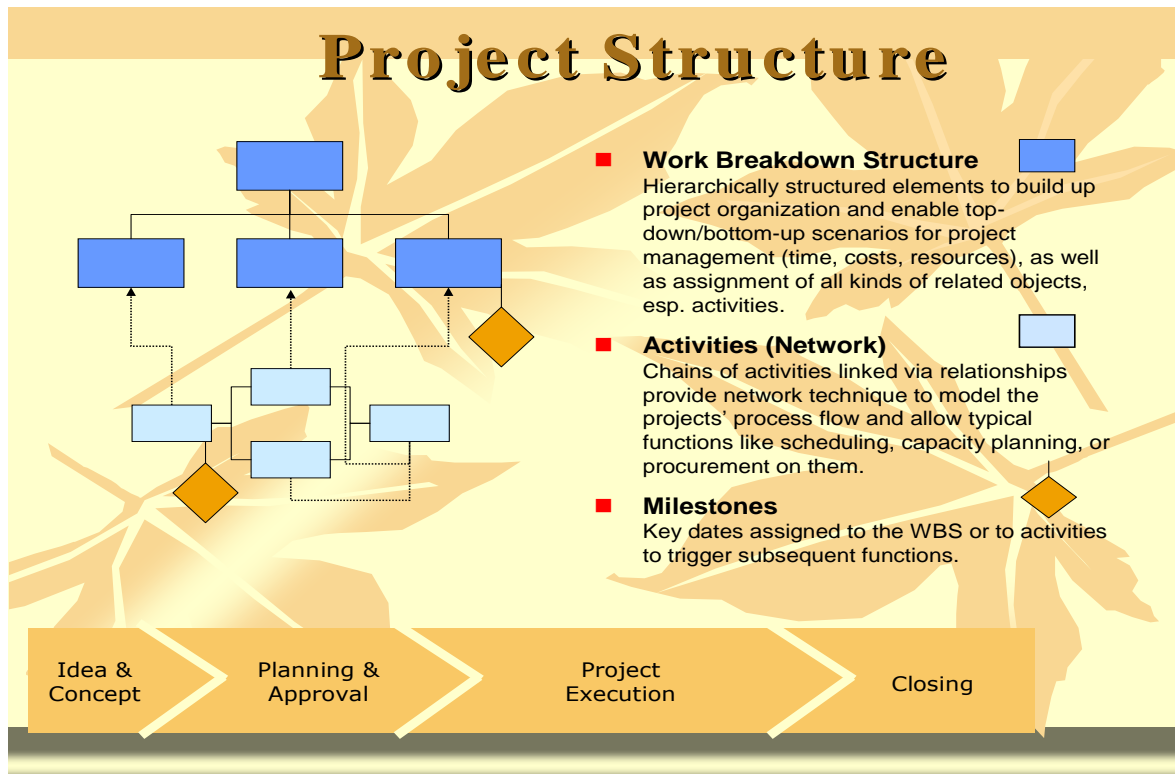 Project Structure
Work Breakdown Structure
Hierarchically structured elements to build up
project organization and enable top-
down/bottom-up scenarios for project
management (time, costs, resources), as well
as assignment of all kinds of related objects,
esp. activities.
Activities (Network)
Chains of activities linked via relationships
provide network technique to model the
projects’ process flow and allow typical
functions like scheduling, capacity planning, or
procurement on them.
Milestones
Key dates assigned to the WBS or to activities
to trigger subsequent functions.
Idea &
Concept
Planning &
Approval
Project
Execution
Closing